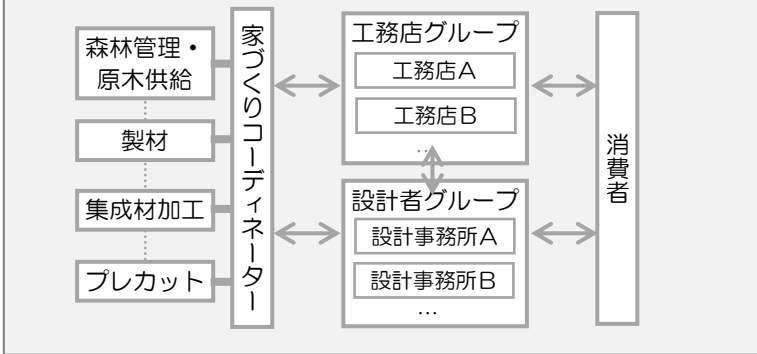 森林管理・
原木供給
製材
集成材加工
プレカット
家づくりコーディネーター
工務店グループ
工務店A
工務店B
…
設計者グループ
設計事務所A
設計事務所B
…
消費者